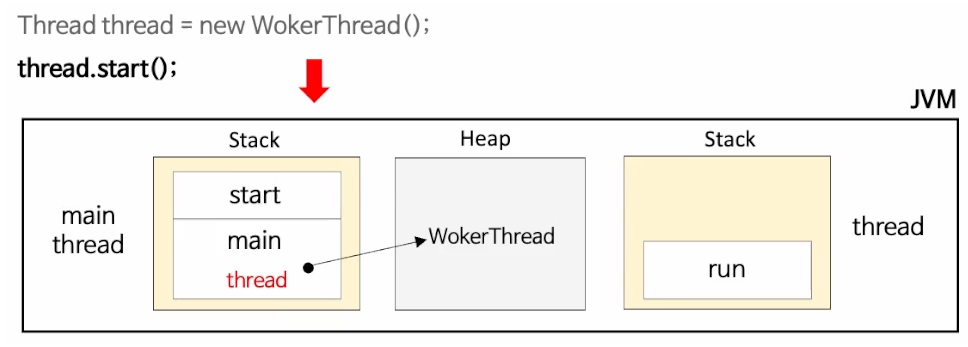 Thread thread = new WokerThread();
thread.start();
JVM
Stack
Heap
Stack
start
main
thread
main
thread
WokerThread
run
thread